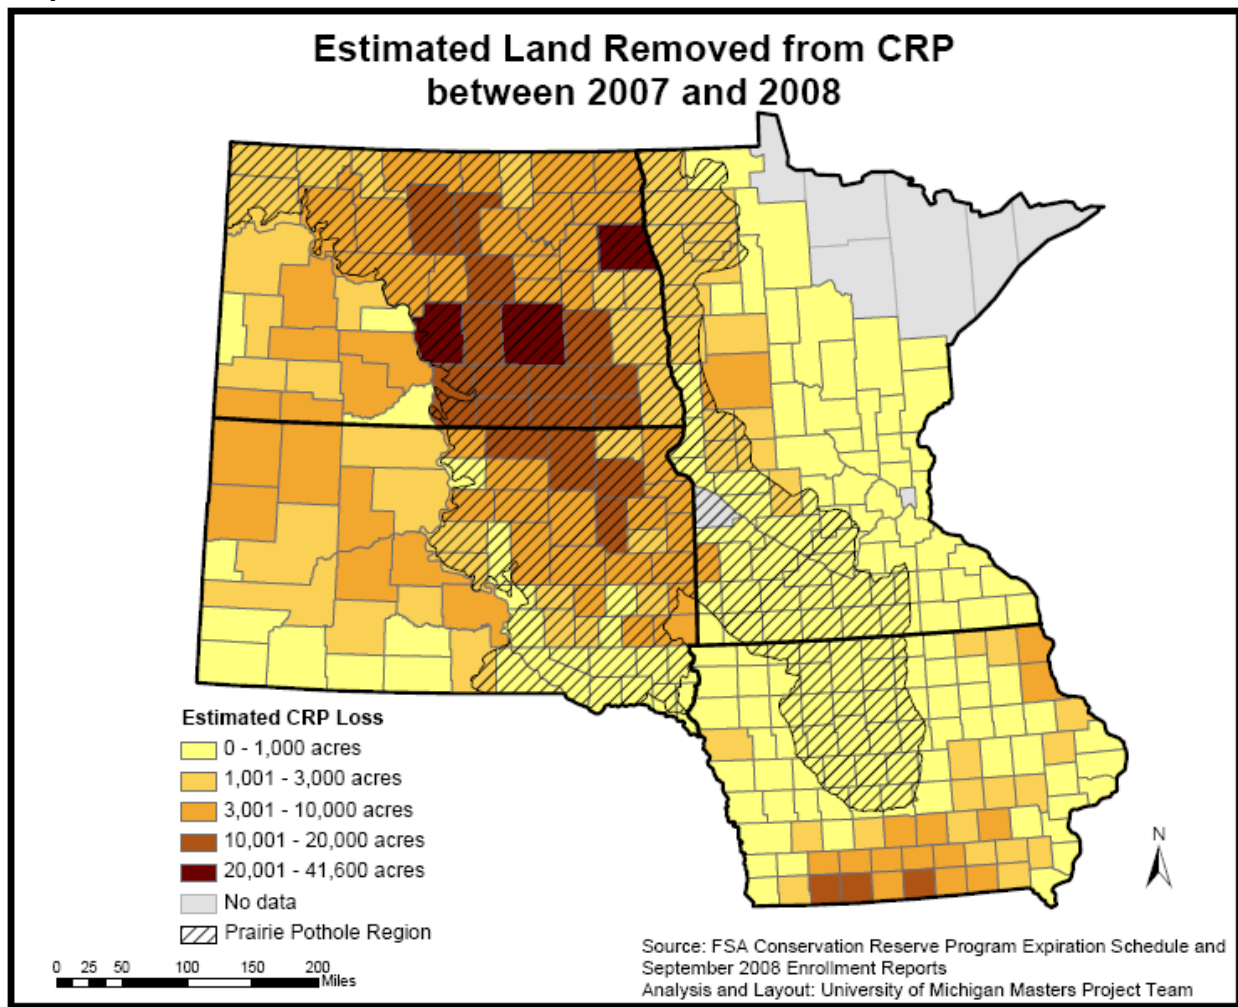 Estimated Land Removed from CRP
between 2007 and 2008
Estimated CRP Loss
0 - 1,000 acres
1,001 - 3,000 acres
3,001 - 10,000 acres
10,001 - 20,000 acres
20,001 - 41,600 acres
No data
Prairie Pothole Region
0 25 50 100 150 200
Miles
N
Source: FSA Conservation Reserve Program Expiration Schedule and
September 2008 Enrollment Reports
Analysis and Layout: University of Michigan Masters Project Team